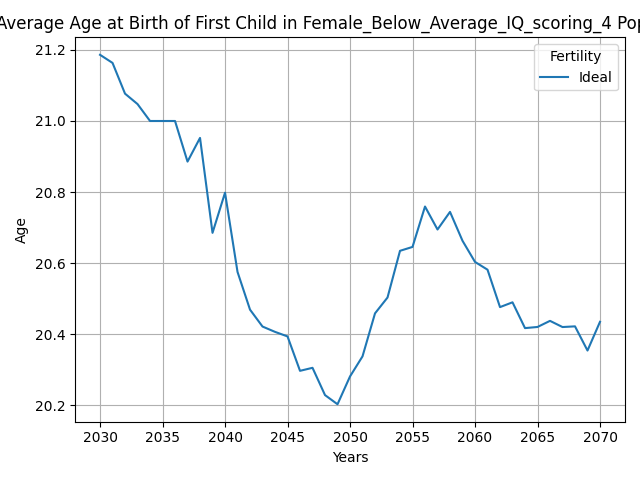 Average Age at Birth of First Child in Female_Below_Average_IQ_scoring_4 Pop
Fertility
Ideal
21.2
21.0
20.8
20.6
20.4
20.2
Age
2030 2035 2040 2045 2050 2055 2060 2065 2070
Years